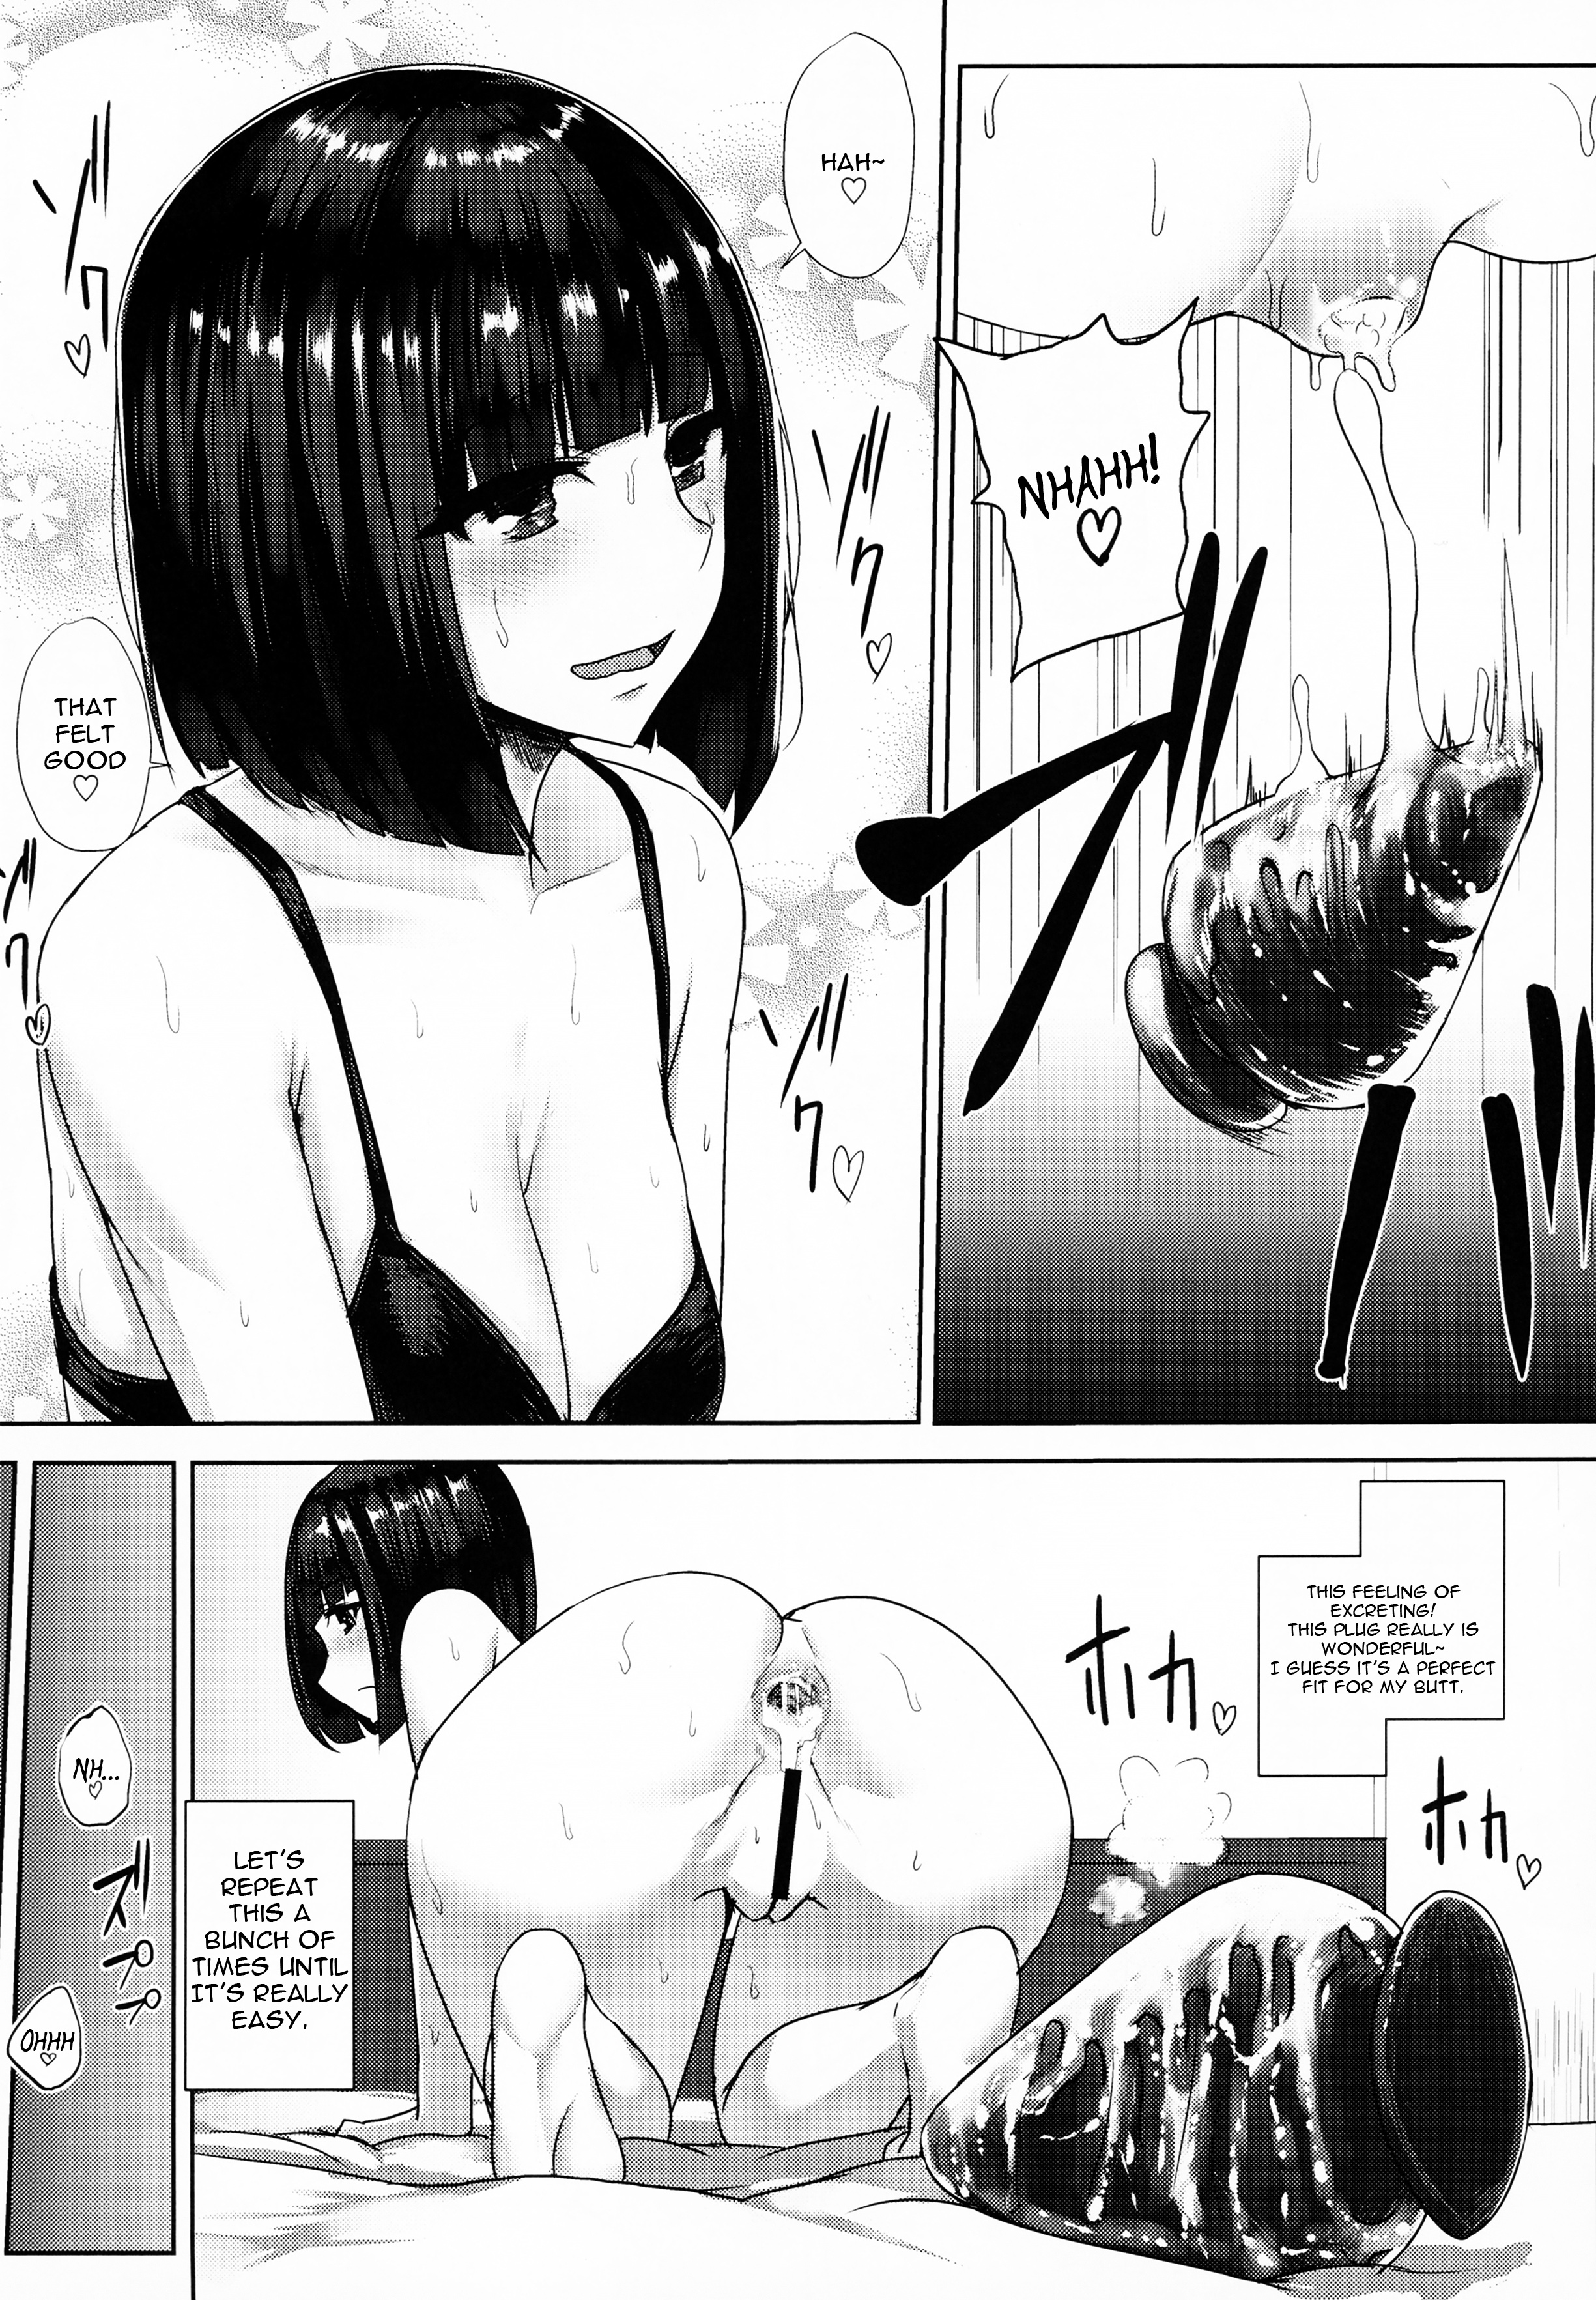 NHAHH!
♡
HAH~
♡
THAT
FELT
GOOD
♡
ック♡
ゾク♡
ゾク♡
ゾク♡
THIS FEELING OF
EXCRETING!
THIS PLUG REALLY IS
WONDERFUL~
I GUESS IT'S A PERFECT
FIT FOR MY BUTT.
ホカ♡
ホカ♡
LET'S
REPEAT
THIS A
BUNCH OF
TIMES UNTIL
IT'S REALLY
EASY.
NH...
♡
OHHH
♡